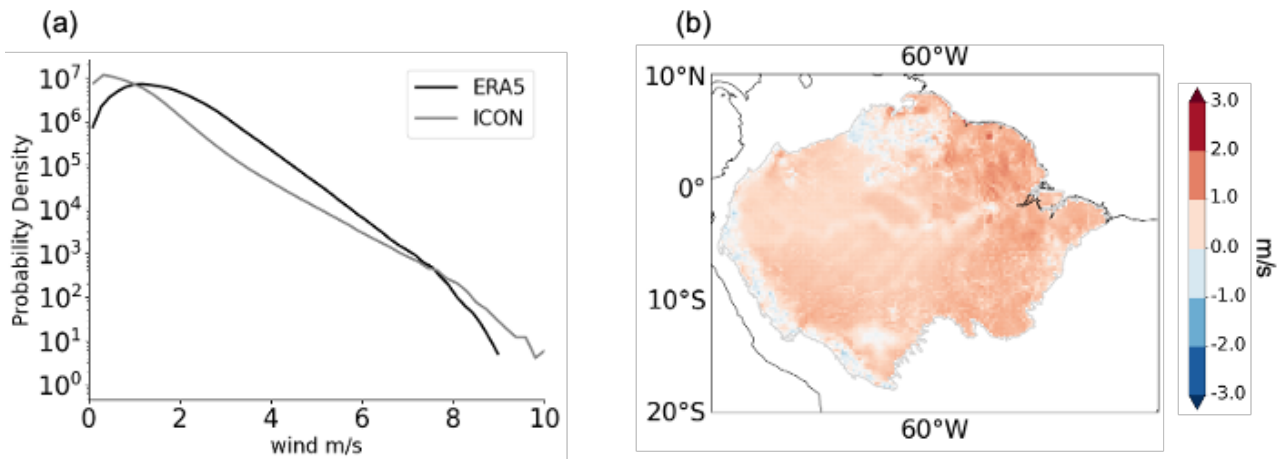 (a)
(b)
10⁷
10⁶
10⁵
10⁴
10³
10²
10¹
10⁰
Probability Density
0 2 4 6 8 10
wind m/s
ERA5
ICON
60°W
10°N
0°
10°S
20°S
60°W
3.0
2.0
1.0
0.0
-1.0
-2.0
-3.0
m/s